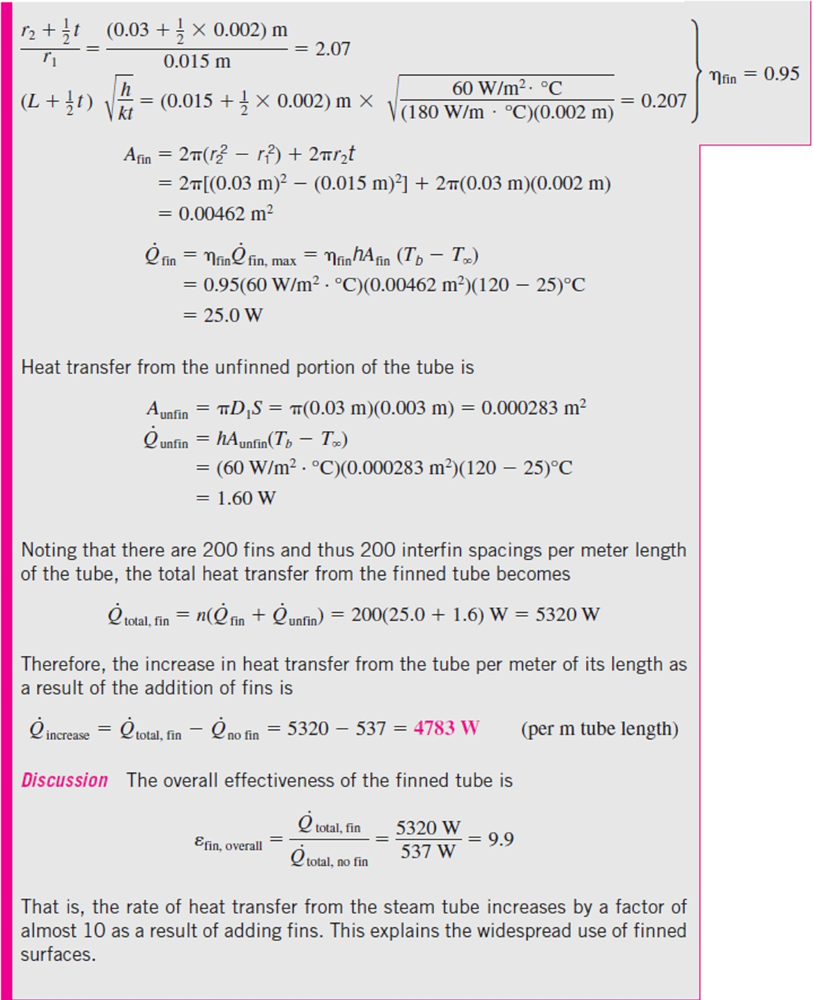 (r₂ + ½t)/r₁ = (0.03 + ½ × 0.002) m / 0.015 m = 2.07
(L + ½t) √(h/kt) = (0.015 + ½ × 0.002) m × √(60 W/m² · °C / (180 W/m · °C)(0.002 m)) = 0.207 } η_fin = 0.95
A_fin = 2π(r₂² − r₁²) + 2πr₂t
= 2π[(0.03 m)² − (0.015 m)²] + 2π(0.03 m)(0.002 m)
= 0.00462 m²
Q̇_fin = η_fin Q̇_fin, max = η_fin hA_fin (T_b − T_∞)
= 0.95(60 W/m² · °C)(0.00462 m²)(120 − 25)°C
= 25.0 W
Heat transfer from the unfinned portion of the tube is
A_unfin = πD₁S = π(0.03 m)(0.003 m) = 0.000283 m²
Q̇_unfin = hA_unfin(T_b − T_∞)
= (60 W/m² · °C)(0.000283 m²)(120 − 25)°C
= 1.60 W
Noting that there are 200 fins and thus 200 interfin spacings per meter length
of the tube, the total heat transfer from the finned tube becomes
Q̇_total, fin = n(Q̇_fin + Q̇_unfin) = 200(25.0 + 1.6) W = 5320 W
Therefore, the increase in heat transfer from the tube per meter of its length as
a result of the addition of fins is
Q̇_increase = Q̇_total, fin − Q̇_no fin = 5320 − 537 = 4783 W (per m tube length)
Discussion The overall effectiveness of the finned tube is
ε_fin, overall = Q̇_total, fin / Q̇_total, no fin = 5320 W / 537 W = 9.9
That is, the rate of heat transfer from the steam tube increases by a factor of
almost 10 as a result of adding fins. This explains the widespread use of finned
surfaces.